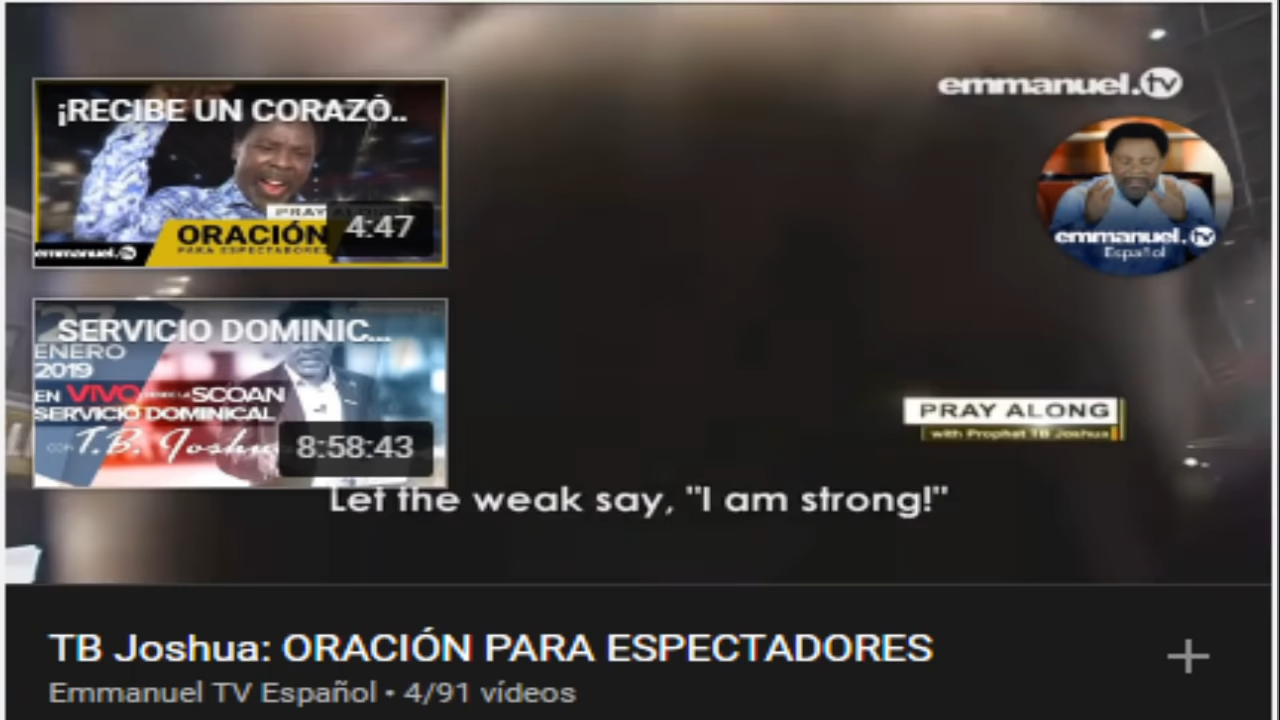 emmanuel.tv
¡RECIBE UN CORAZÓ..
PRAY
4:47
ORACIÓN
PARA ESPECTADORES
emmanuel.tv
emmanuel.tv
Español
SERVICIO DOMINIC...
27
ENERO
2019
EN VIVO SCOAN
SERVICIO DOMINICAL
CON T.B. Joshua
8:58:43
PRAY ALONG
with Prophet TB Joshua
Let the weak say, "I am strong!"
TB Joshua: ORACIÓN PARA ESPECTADORES
Emmanuel TV Español • 4/91 vídeos